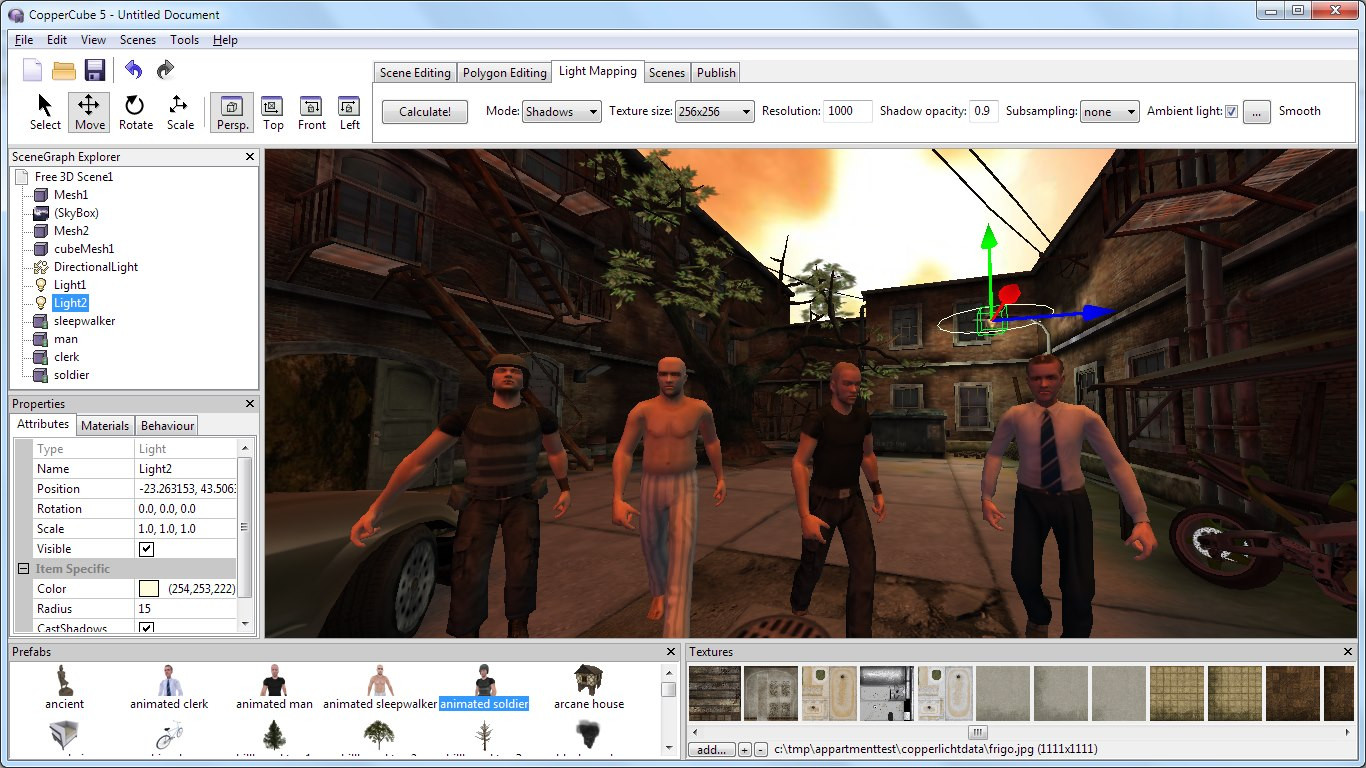 CopperCube 5 - Untitled Document
File Edit View Scenes Tools Help
Scene Editing Polygon Editing Light Mapping Scenes Publish
Select Move Rotate Scale Persp. Top Front Left
Calculate! Mode: Shadows Texture size: 256x256 Resolution: 1000 Shadow opacity: 0.9 Subsampling: none Ambient light: ... Smooth
SceneGraph Explorer
Free 3D Scene1
Mesh1
(SkyBox)
Mesh2
cubeMesh1
DirectionalLight
Light1
Light2
sleepwalker
man
clerk
soldier
Properties
Attributes Materials Behaviour
Type Light
Name Light2
Position -23.263153, 43.506
Rotation 0.0, 0.0, 0.0
Scale 1.0, 1.0, 1.0
Visible
Item Specific
Color (254,253,222)
Radius 15
CastShadows
Prefabs
ancient animated clerk animated man animated sleepwalker animated soldier arcane house
Textures
add... + - c:\tmp\appartmenttest\copperlichtdata\frigo.jpg (1111x1111)